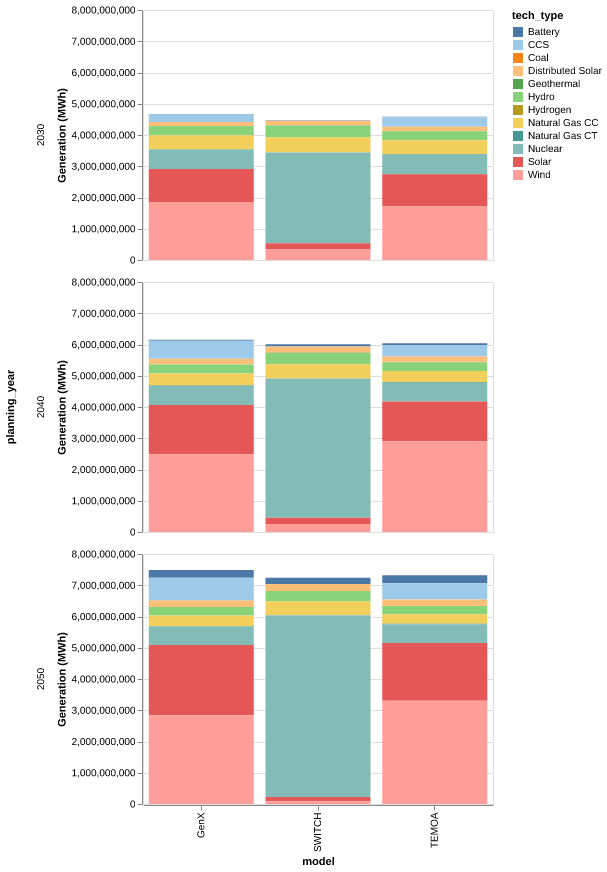 tech_type
Battery
CCS
Coal
Distributed Solar
Geothermal
Hydro
Hydrogen
Natural Gas CC
Natural Gas CT
Nuclear
Solar
Wind
planning_year
2030
Generation (MWh)
8,000,000,000
7,000,000,000
6,000,000,000
5,000,000,000
4,000,000,000
3,000,000,000
2,000,000,000
1,000,000,000
0
2040
Generation (MWh)
8,000,000,000
7,000,000,000
6,000,000,000
5,000,000,000
4,000,000,000
3,000,000,000
2,000,000,000
1,000,000,000
0
2050
Generation (MWh)
8,000,000,000
7,000,000,000
6,000,000,000
5,000,000,000
4,000,000,000
3,000,000,000
2,000,000,000
1,000,000,000
0
GenX
SWITCH
TEMOA
model